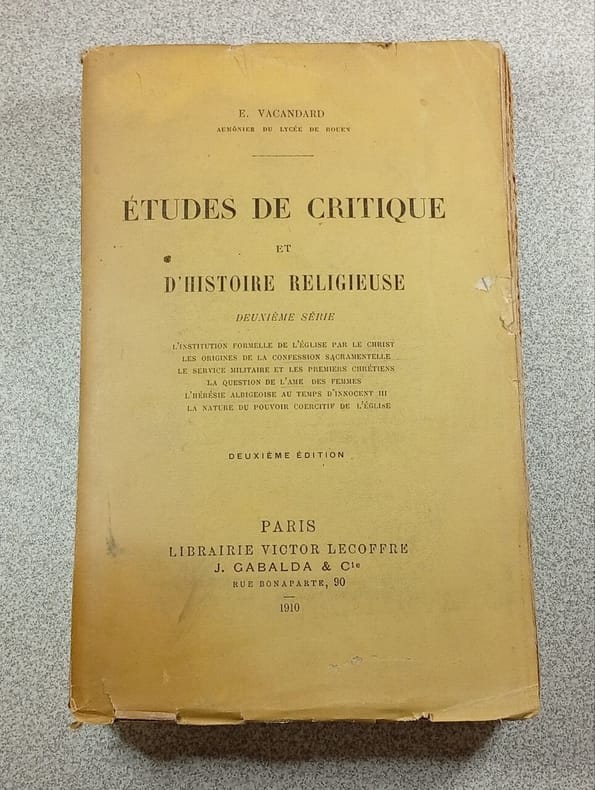 E. VACANDARD
AUMÔNIER DU LYCÉE DE ROUEN
ÉTUDES DE CRITIQUE
ET
D'HISTOIRE RELIGIEUSE
DEUXIÈME SÉRIE
L'INSTITUTION FORMELLE DE L'ÉGLISE PAR LE CHRIST
LES ORIGINES DE LA CONFESSION SACRAMENTELLE
LE SERVICE MILITAIRE ET LES PREMIERS CHRÉTIENS
LA QUESTION DE L'AME DES FEMMES
L'HÉRÉSIE ALBIGEOISE AU TEMPS D'INNOCENT III
LA NATURE DU POUVOIR COERCITIF DE L'ÉGLISE
DEUXIÈME ÉDITION
PARIS
LIBRAIRIE VICTOR LECOFFRE
J. GABALDA & Cie
RUE BONAPARTE, 90
1910